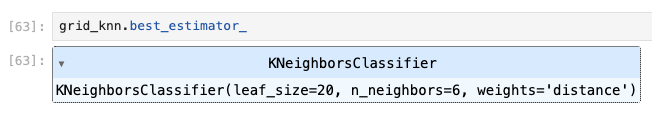 [63]: grid_knn.best_estimator_
[63]: ▾ KNeighborsClassifier
KNeighborsClassifier(leaf_size=20, n_neighbors=6, weights='distance')